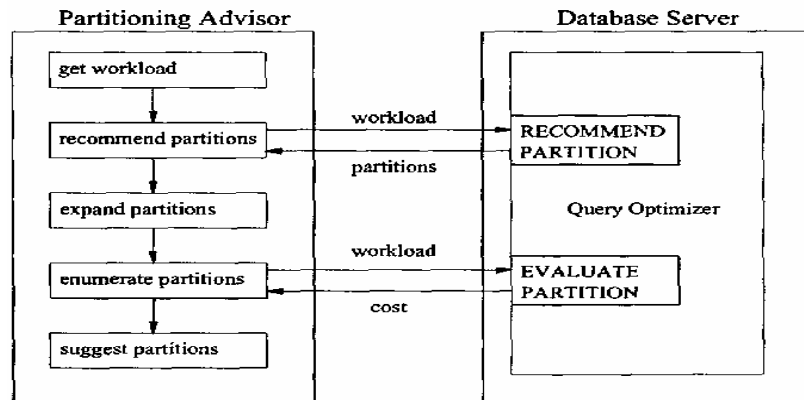 Partitioning Advisor
Database Server
get workload
workload
recommend partitions
RECOMMEND
PARTITION
partitions
expand partitions
Query Optimizer
workload
enumerate partitions
EVALUATE
PARTITION
cost
suggest partitions